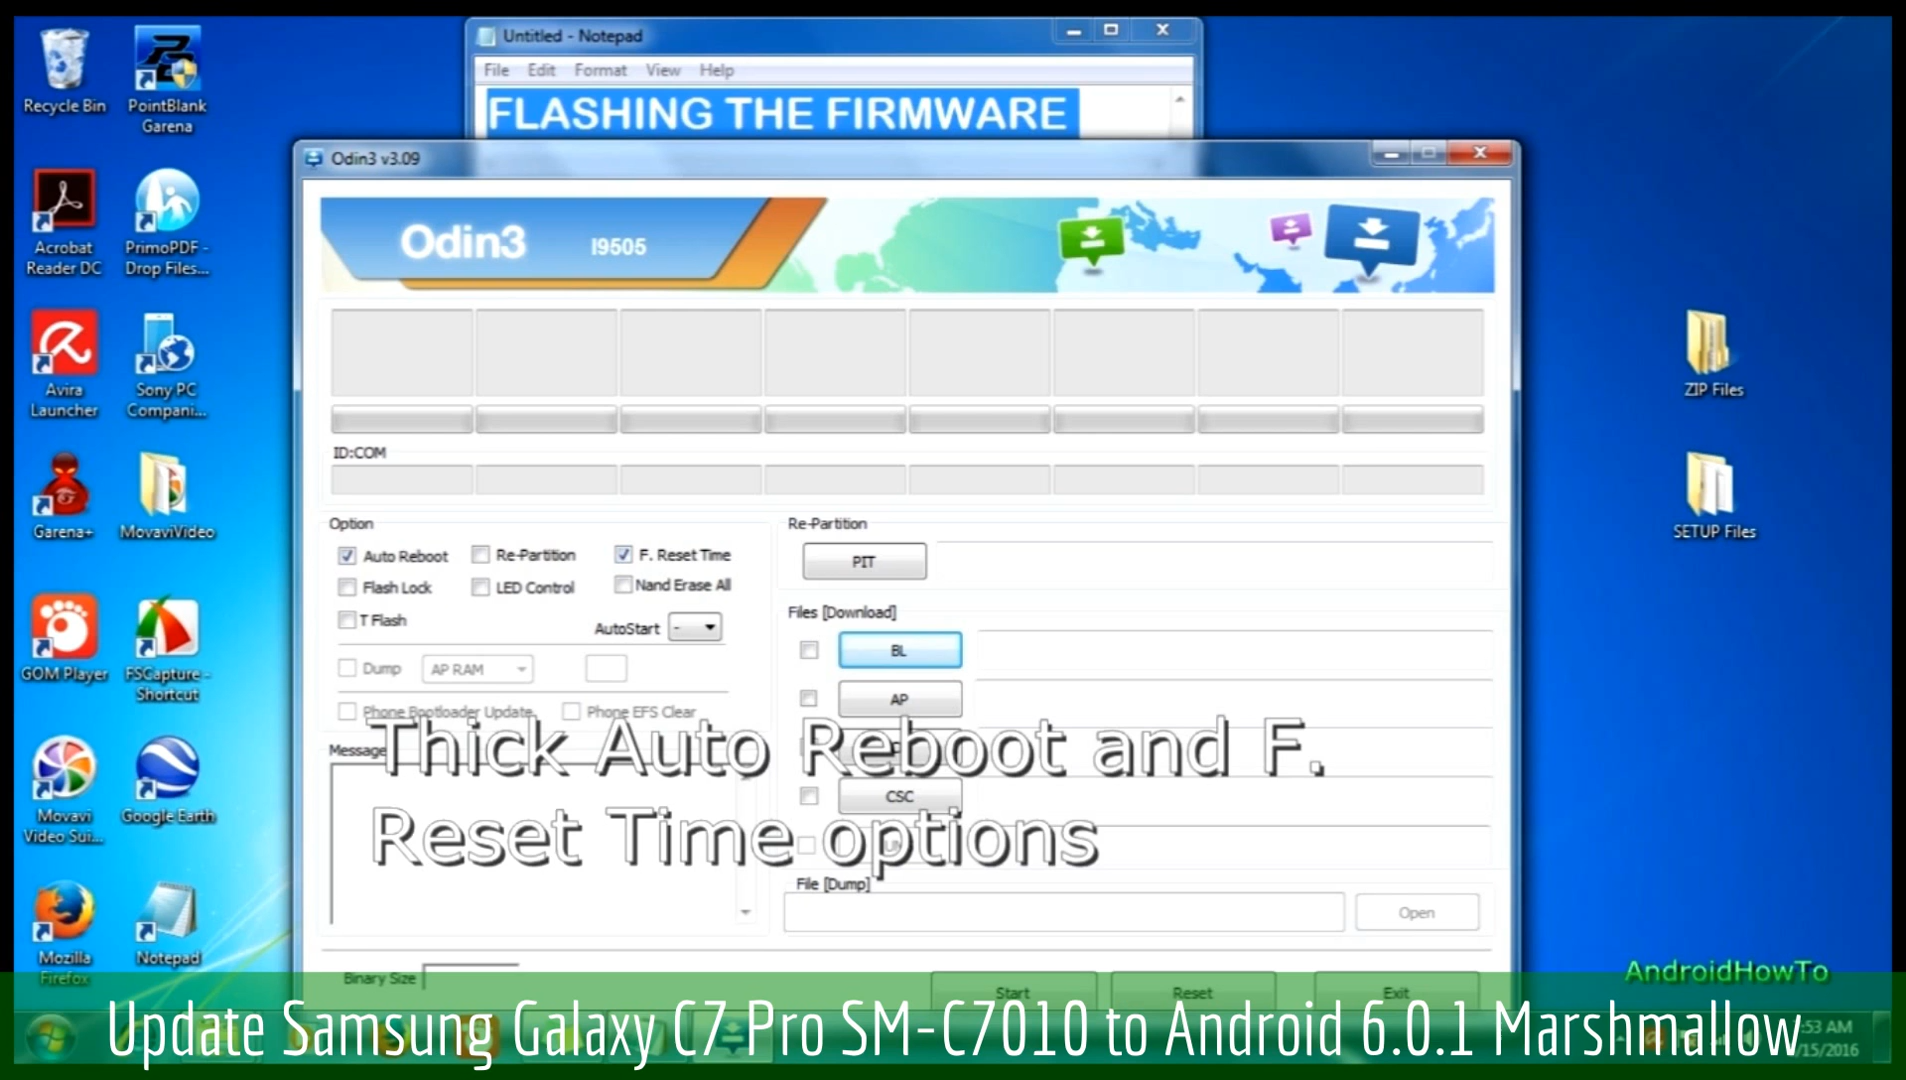 Recycle Bin
PointBlank
Garena
Acrobat
Reader DC
PrimoPDF -
Drop Files...
Avira
Launcher
Sony PC
Compani...
Garena+
MovaviVideo
GOM Player
FSCapture -
Shortcut
Movavi
Video Sui...
Google Earth
Mozilla
Firefox
Notepad
Untitled - Notepad
File Edit Format View Help
FLASHING THE FIRMWARE
Odin3 v3.09
Odin3 I9505
ID:COM
Option
Auto Reboot Re-Partition F. Reset Time
Flash Lock LED Control Nand Erase All
T Flash
AutoStart -
Dump AP RAM
Phone Bootloader Update Phone EFS Clear
Message
Re-Partition
PIT
Files [Download]
BL
AP
CSC
File [Dump]
Open
Binary Size
Start Reset Exit
Thick Auto Reboot and F.
Reset Time options
ZIP Files
SETUP Files
AndroidHowTo
Update Samsung Galaxy C7 Pro SM-C7010 to Android 6.0.1 Marshmallow
:53 AM
/15/2016